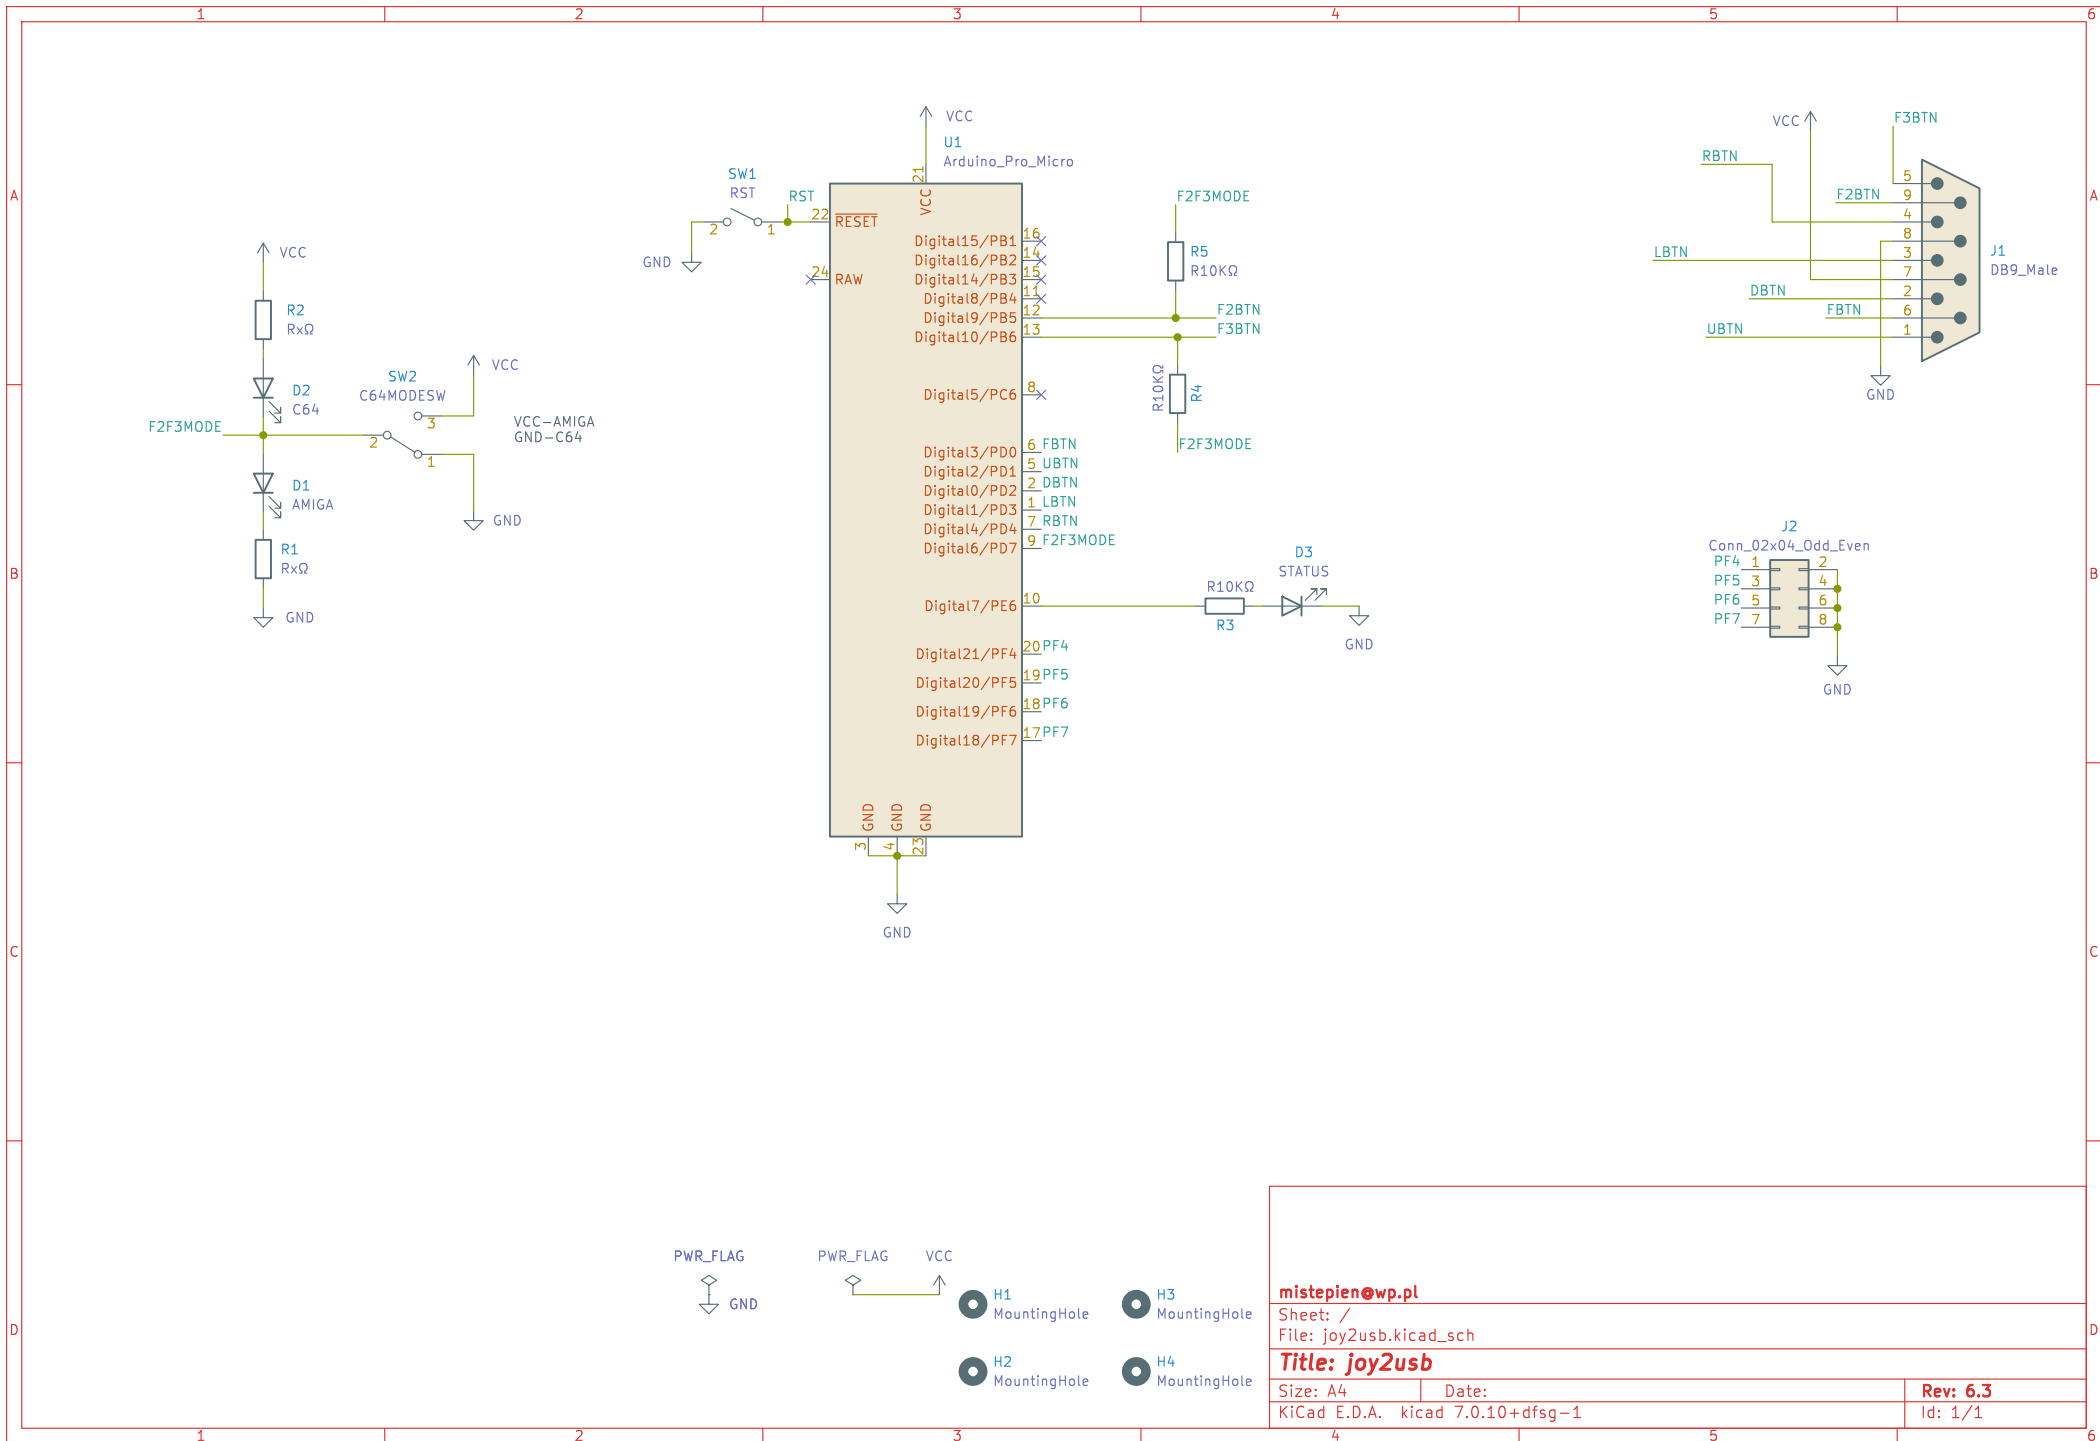 1 2 3 4 5 6
A
B
C
D
A
B
C
D
1 2 3 4 5 6
VCC
R2
RxΩ
D2
C64
F2F3MODE
D1
AMIGA
R1
RxΩ
GND
SW2
C64MODESW
VCC
3
2
1
GND
VCC-AMIGA
GND-C64
SW1
RST
2
1
RST
GND
VCC
U1
Arduino_Pro_Micro
21
VCC
22
RESET
24
RAW
Digital15/PB1 16
Digital16/PB2 14
Digital14/PB3 15
Digital8/PB4 11
Digital9/PB5 12
Digital10/PB6 13
Digital5/PC6 8
Digital3/PD0 6 FBTN
Digital2/PD1 5 UBTN
Digital0/PD2 2 DBTN
Digital1/PD3 1 LBTN
Digital4/PD4 7 RBTN
Digital6/PD7 9 F2F3MODE
Digital7/PE6 10
Digital21/PF4 20 PF4
Digital20/PF5 19 PF5
Digital19/PF6 18 PF6
Digital18/PF7 17 PF7
GND GND GND
3 4 23
GND
F2F3MODE
R5
R10KΩ
F2BTN
F3BTN
R10KΩ
R4
F2F3MODE
R10KΩ
R3
D3
STATUS
GND
VCC
F3BTN
RBTN
F2BTN
LBTN
DBTN
FBTN
UBTN
5
9
4
8
3
7
2
6
1
J1
DB9_Male
GND
J2
Conn_02x04_Odd_Even
PF4 1 2
PF5 3 4
PF6 5 6
PF7 7 8
GND
PWR_FLAG
GND
PWR_FLAG
VCC
H1
MountingHole
H3
MountingHole
H2
MountingHole
H4
MountingHole
mistepien@wp.pl
Sheet: /
File: joy2usb.kicad_sch
Title: joy2usb
Size: A4 Date: Rev: 6.3
KiCad E.D.A. kicad 7.0.10+dfsg-1 Id: 1/1